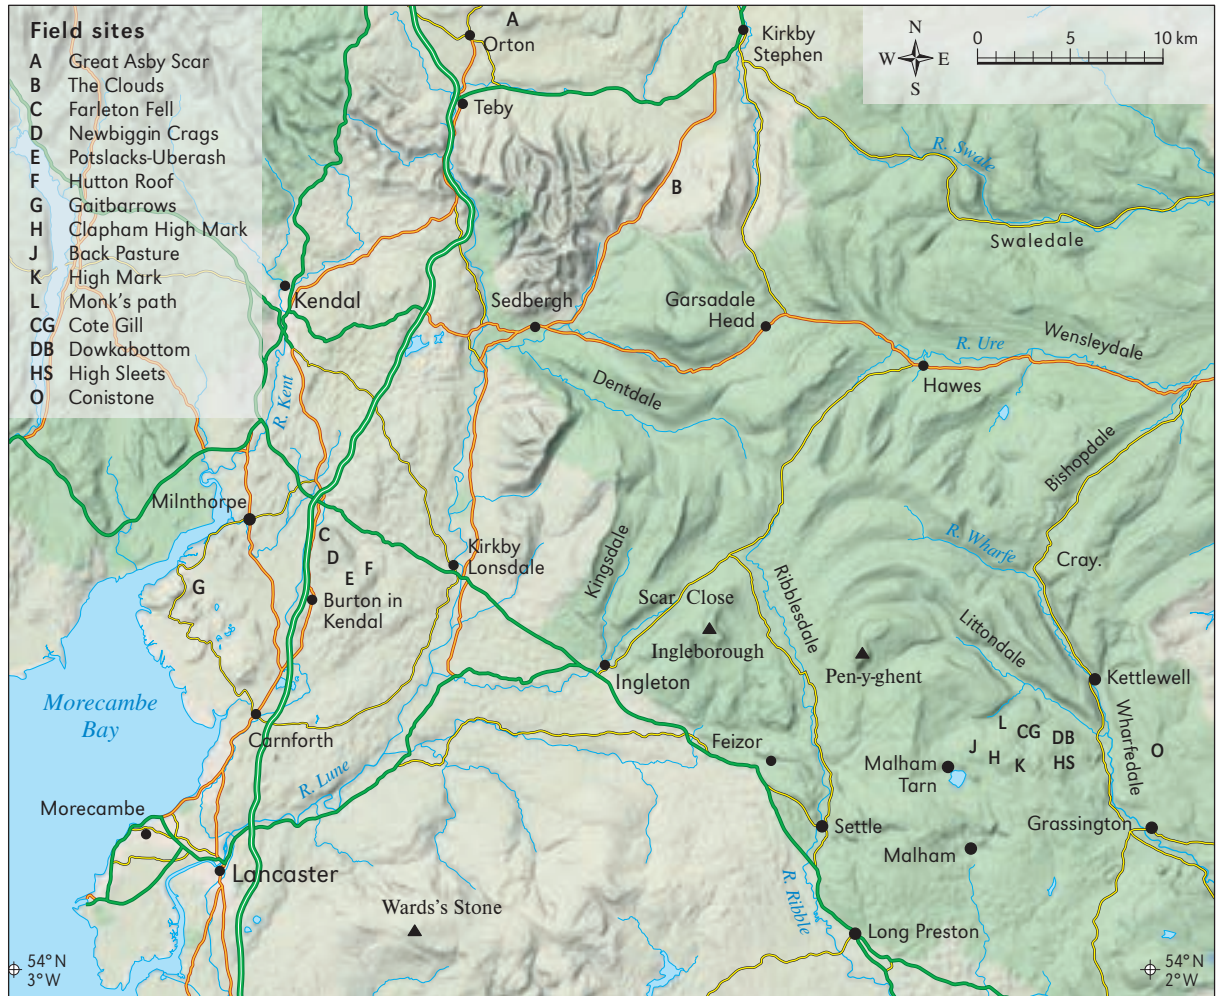 Field sites
A Great Asby Scar
B The Clouds
C Farleton Fell
D Newbiggin Crags
E Potslacks-Uberash
F Hutton Roof
G Gaitbarrows
H Clapham High Mark
J Back Pasture
K High Mark
L Monk's path
CG Cote Gill
DB Dowkabottom
HS High Sleets
O Conistone
A
Orton
Kirkby
Stephen
N
W E
S
0 5 10 km
Teby
R. Swale
B
Swaledale
Kendal
Sedbergh
Garsadale
Head
R. Ure
Wensleydale
Hawes
R. Kent
Dentdale
Bishopdale
Milnthorpe
C
D
E
F
G
Kirkby
Lonsdale
Kingsdale
R. Wharfe
Cray.
Burton in
Kendal
Scar Close
Ingleborough
Ribblesdale
Littondale
Pen-y-ghent
Ingleton
Kettlewell
Morecambe
Bay
Carnforth
Feizor
L
CG
DB
J
H
K
HS
O
Wharfedale
Malham
Tarn
R. Lune
Morecambe
Settle
Grassington
Malham
Lancaster
R. Ribble
Wards's Stone
Long Preston
54° N
3° W
54° N
2° W